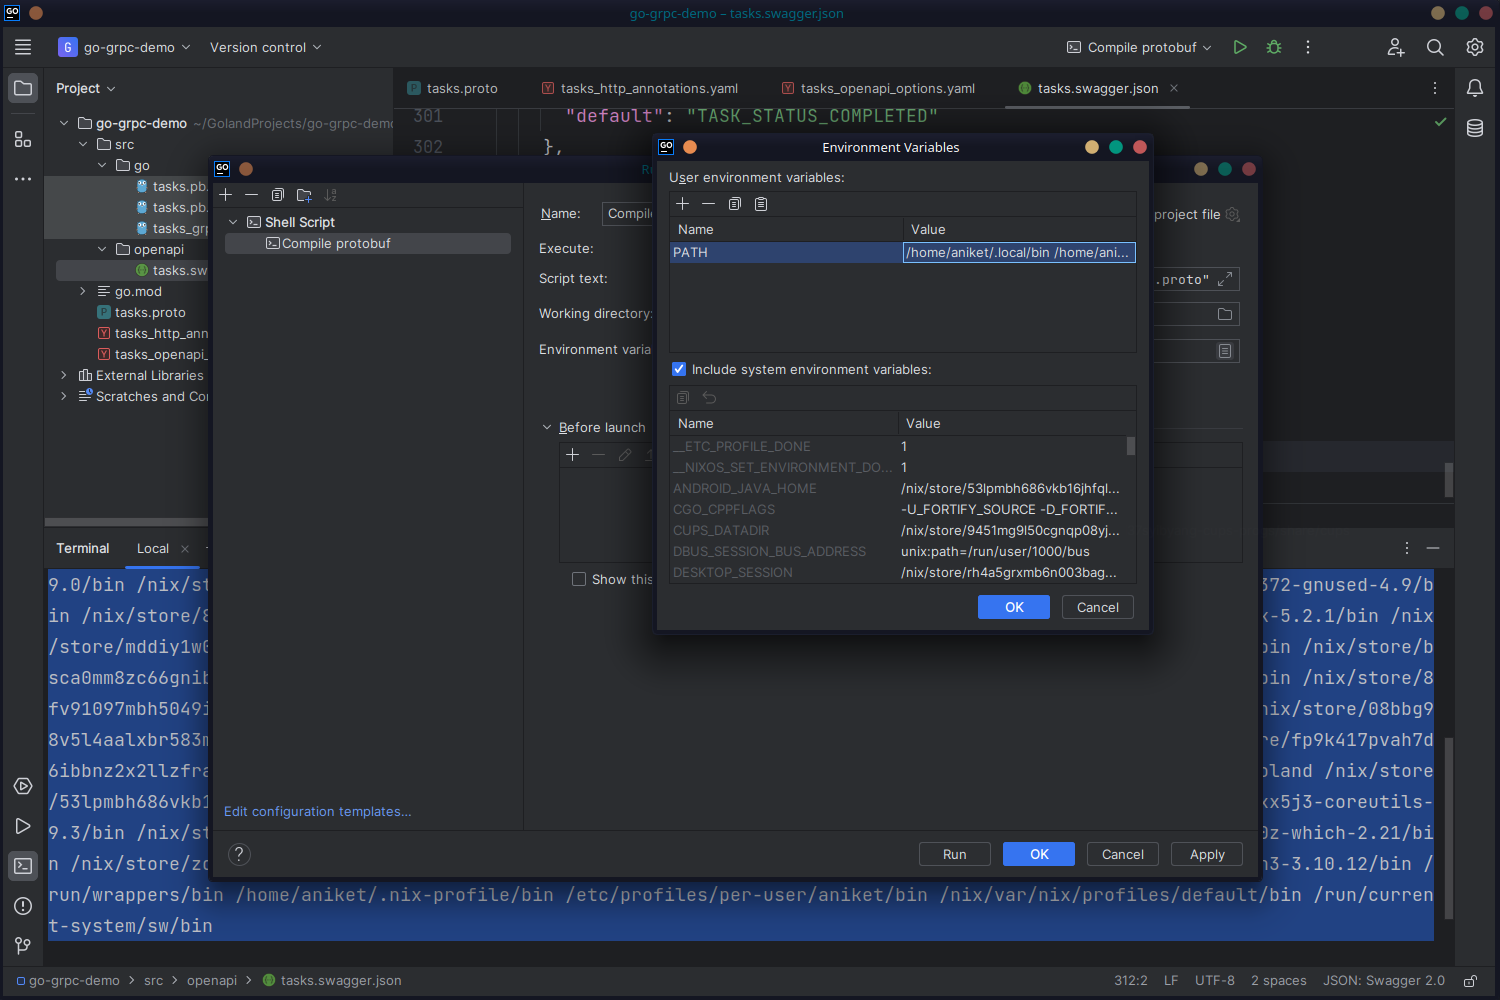 GO
go-grpc-demo – tasks.swagger.json
G go-grpc-demo Version control
Compile protobuf
Project
tasks.proto
tasks_http_annotations.yaml
tasks_openapi_options.yaml
tasks.swagger.json
go-grpc-demo ~/GolandProjects/go-grpc-demo
src
go
tasks.pb.
tasks.pb.
tasks_grp
openapi
tasks.sw
go.mod
tasks.proto
tasks_http_ann
tasks_openapi_
External Libraries
Scratches and Co
301 "default": "TASK_STATUS_COMPLETED"
302 },
GO
Shell Script
Compile protobuf
Edit configuration templates...
Name: Compile
project file
Execute:
Script text:
.proto"
Working directory:
Environment varia
Before launch
Show this
Run
OK
Cancel
Apply
?
GO
Environment Variables
User environment variables:
Name Value
PATH /home/aniket/.local/bin /home/ani...
Include system environment variables:
Name Value
__ETC_PROFILE_DONE 1
__NIXOS_SET_ENVIRONMENT_DO... 1
ANDROID_JAVA_HOME /nix/store/53lpmbh686vkb16jhfql...
CGO_CPPFLAGS -U_FORTIFY_SOURCE -D_FORTIF...
CUPS_DATADIR /nix/store/9451mg9l50cgnqp08yj...
DBUS_SESSION_BUS_ADDRESS unix:path=/run/user/1000/bus
DESKTOP_SESSION /nix/store/rh4a5grxmb6n003bag...
OK
Cancel
Terminal
Local
9.0/bin /nix/st 372-gnused-4.9/b
in /nix/store/8 x-5.2.1/bin /nix
/store/mddiy1w0 bin /nix/store/b
sca0mm8zc66gnib bin /nix/store/8
fv91097mbh5049i nix/store/08bbg9
8v5l4aalxbr583m re/fp9k417pvah7d
6ibbnz2x2llzfra pland /nix/store
/53lpmbh686vkb1 xx5j3-coreutils-
9.3/bin /nix/st 0z-which-2.21/bi
n /nix/store/zc n3-3.10.12/bin /
run/wrappers/bin /home/aniket/.nix-profile/bin /etc/profiles/per-user/aniket/bin /nix/var/nix/profiles/default/bin /run/curren
t-system/sw/bin
go-grpc-demo > src > openapi > tasks.swagger.json
312:2 LF UTF-8 2 spaces JSON: Swagger 2.0